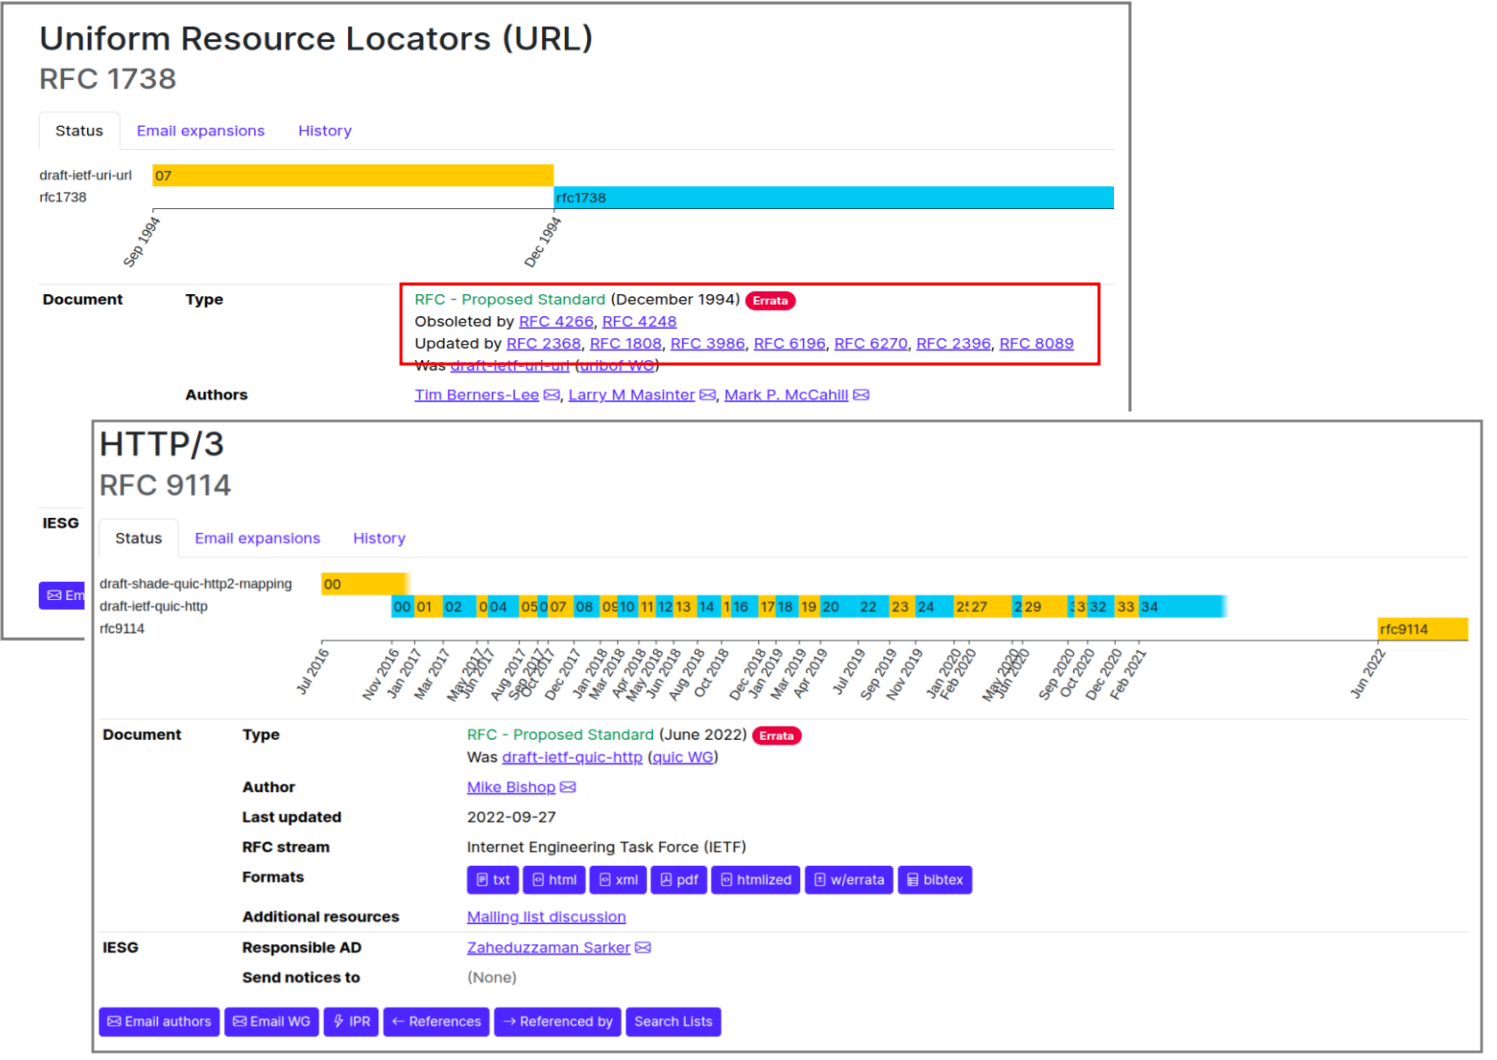 Uniform Resource Locators (URL)
RFC 1738
Status Email expansions History
draft-ietf-uri-url 07
rfc1738 rfc1738
Sep 1994 Dec 1994
Document Type RFC - Proposed Standard (December 1994) Errata
Obsoleted by RFC 4266, RFC 4248
Updated by RFC 2368, RFC 1808, RFC 3986, RFC 6196, RFC 6270, RFC 2396, RFC 8089
Was draft-ietf-uri-url (uribof WG)
Authors Tim Berners-Lee, Larry M Masinter, Mark P. McCahill
IESG
Em
HTTP/3
RFC 9114
Status Email expansions History
draft-shade-quic-http2-mapping 00
draft-ietf-quic-http 00 01 02 0 04 05 0 07 08 09 10 11 12 13 14 1 16 17 18 19 20 22 23 24 25 27 2 29 3 3 32 33 34
rfc9114 rfc9114
Jul 2016 Nov 2016 Jan 2017 Mar 2017 May 2017 Jun 2017 Aug 2017 Sep 2017 Oct 2017 Dec 2017 Jan 2018 Mar 2018 Apr 2018 May 2018 Jun 2018 Aug 2018 Oct 2018 Dec 2018 Jan 2019 Mar 2019 Apr 2019 Jul 2019 Sep 2019 Nov 2019 Jan 2020 Feb 2020 May 2020 Jun 2020 Sep 2020 Oct 2020 Dec 2020 Feb 2021 Jun 2022
Document Type RFC - Proposed Standard (June 2022) Errata
Was draft-ietf-quic-http (quic WG)
Author Mike Bishop
Last updated 2022-09-27
RFC stream Internet Engineering Task Force (IETF)
Formats txt html xml pdf htmlized w/errata bibtex
Additional resources Mailing list discussion
IESG Responsible AD Zaheduzzaman Sarker
Send notices to (None)
Email authors Email WG IPR ← References → Referenced by Search Lists